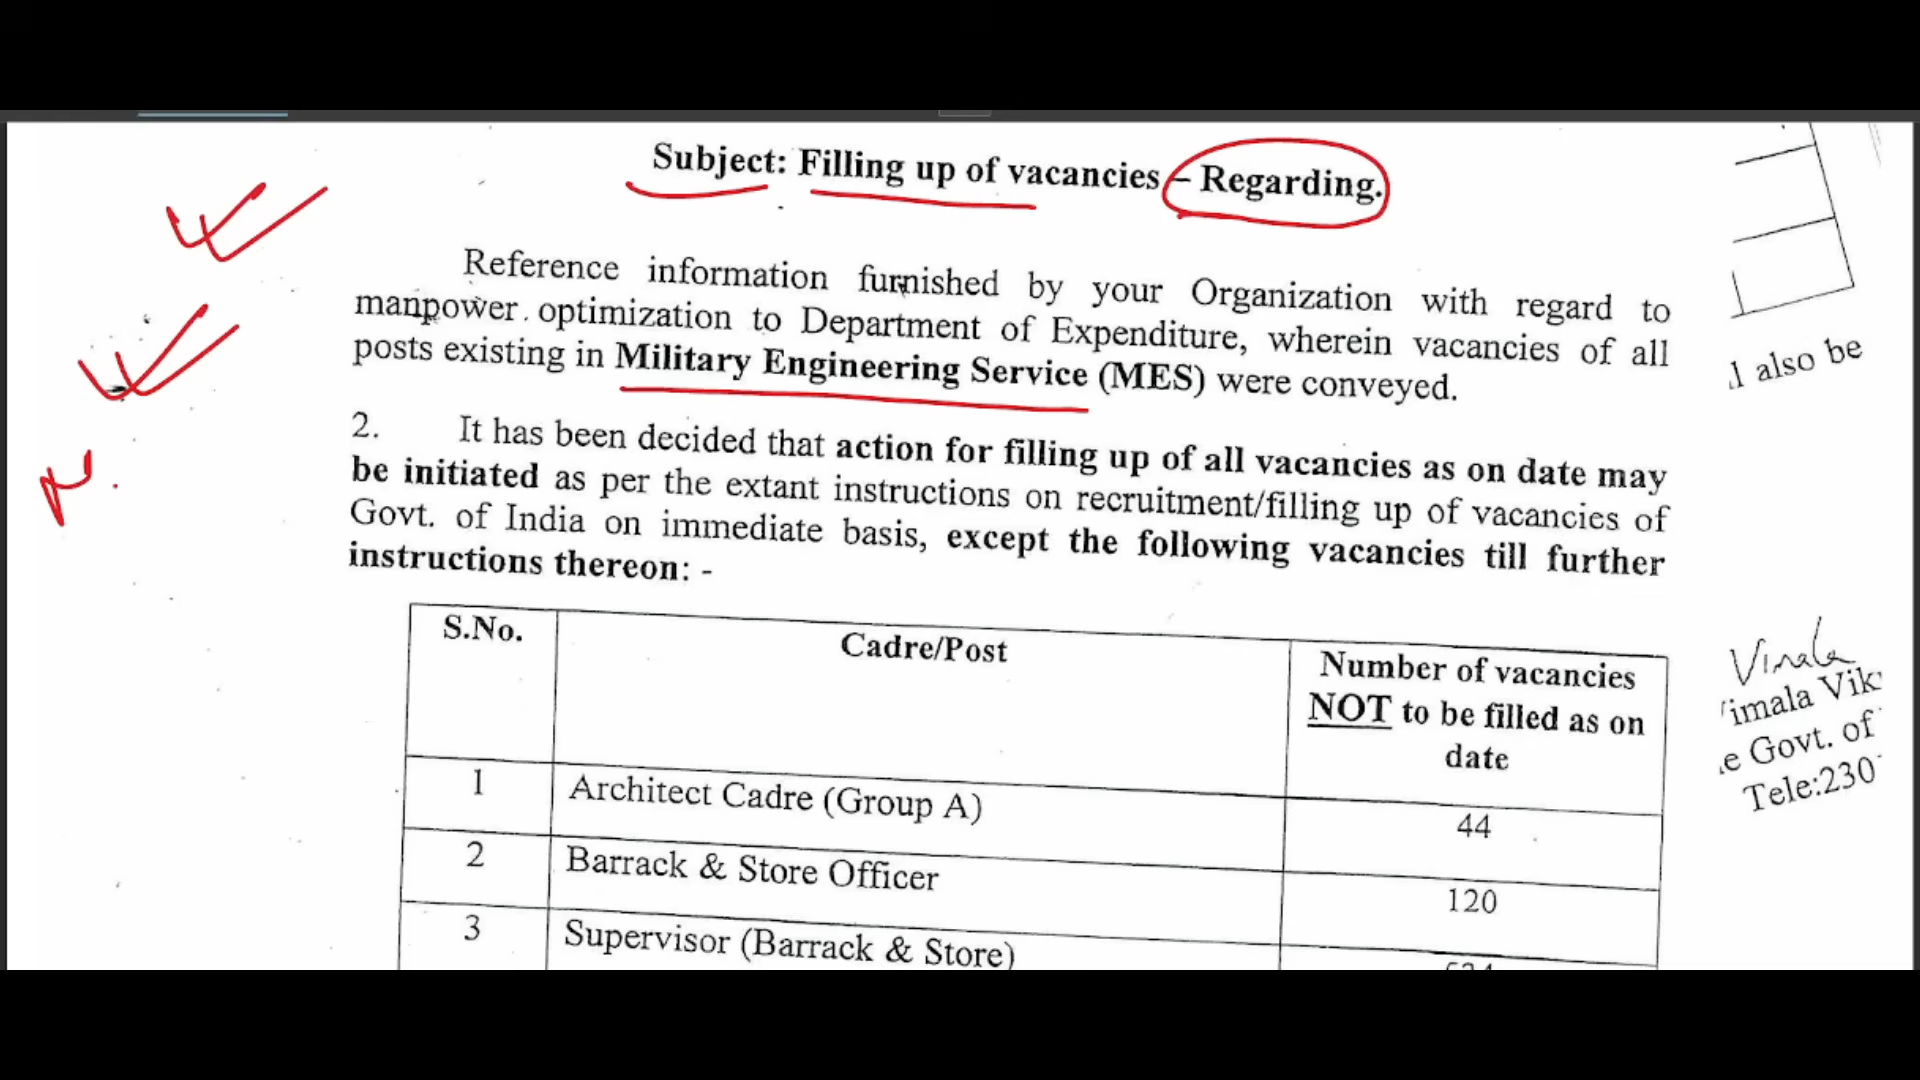 Subject: Filling up of vacancies – Regarding.
Reference information furnished by your Organization with regard to
manpower optimization to Department of Expenditure, wherein vacancies of all
posts existing in Military Engineering Service (MES) were conveyed.
2. It has been decided that action for filling up of all vacancies as on date may
be initiated as per the extant instructions on recruitment/filling up of vacancies of
Govt. of India on immediate basis, except the following vacancies till further
instructions thereon: -
S.No.
Cadre/Post
Number of vacancies
NOT to be filled as on
date
1 Architect Cadre (Group A) 44
2 Barrack & Store Officer 120
3 Supervisor (Barrack & Store)
also be
Vimala
Govt. of
Tele:230